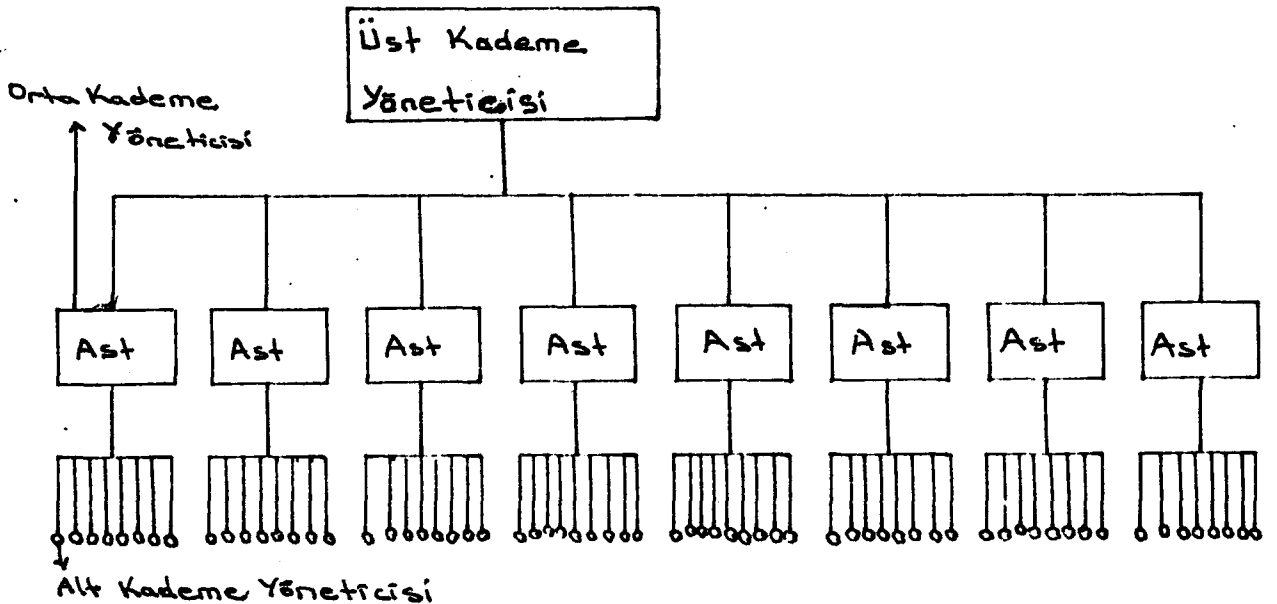 Üst Kademe
Yöneticisi
Orta Kademe
Yöneticisi
Ast Ast Ast Ast Ast Ast Ast Ast
Alt Kademe Yöneticisi